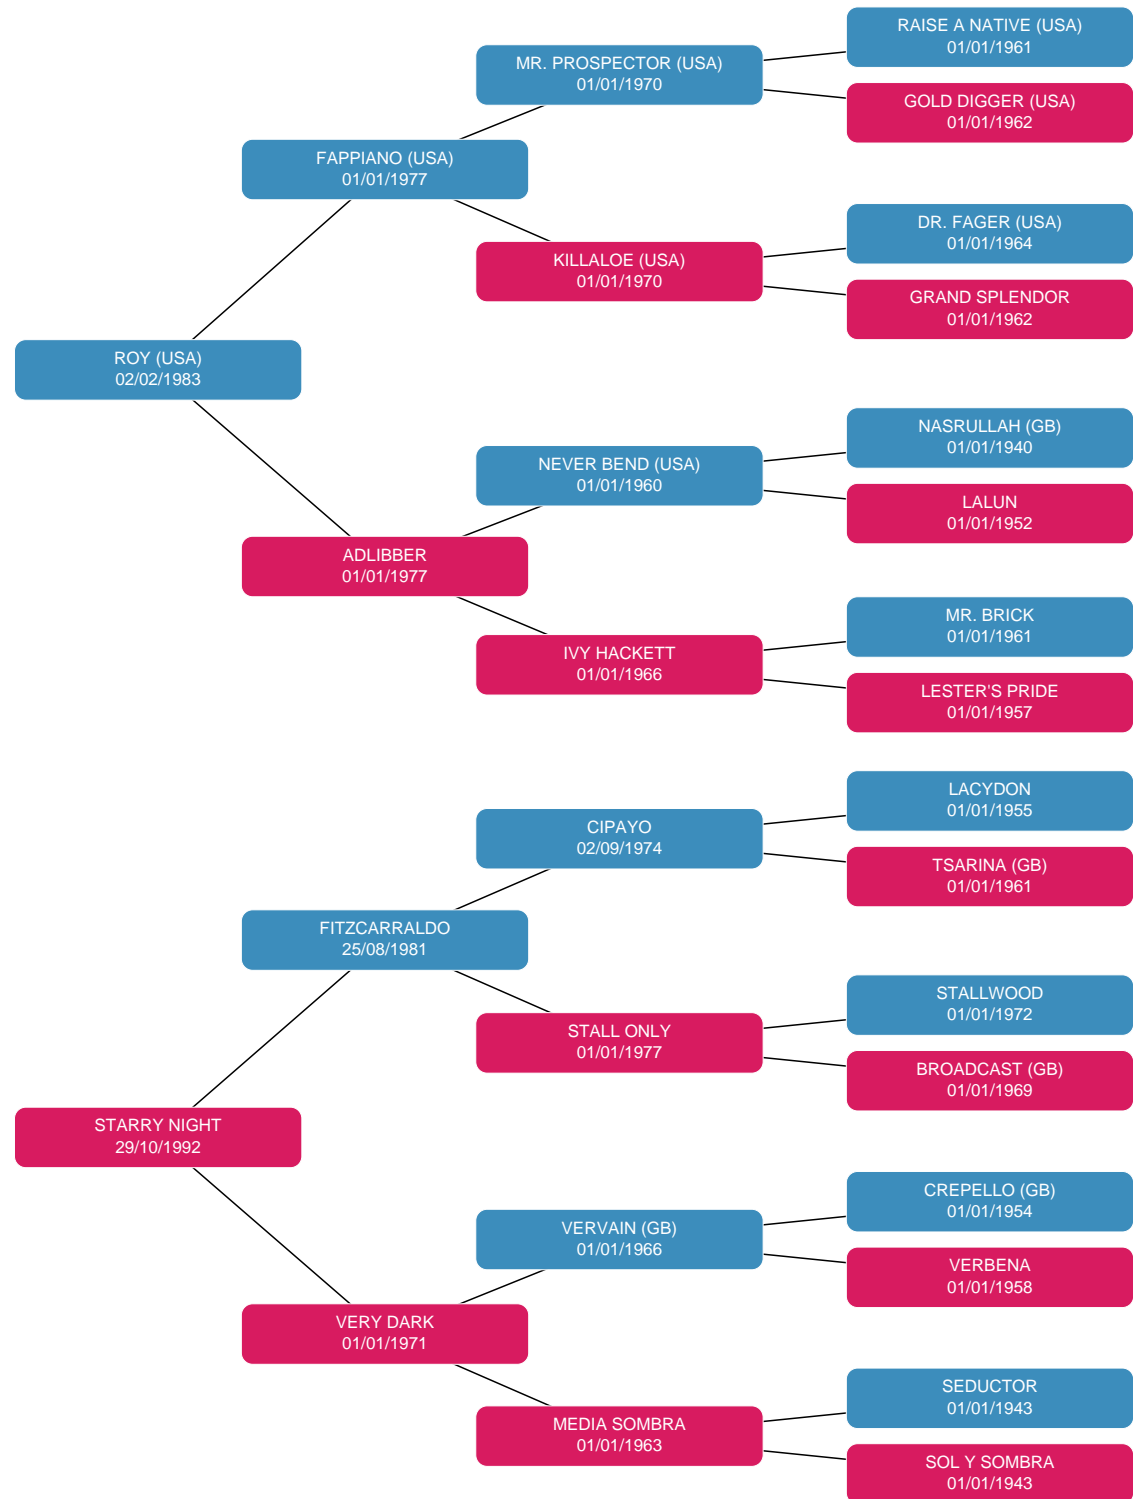 RAISE A NATIVE (USA)
01/01/1961
MR. PROSPECTOR (USA)
01/01/1970
GOLD DIGGER (USA)
01/01/1962
FAPPIANO (USA)
01/01/1977
DR. FAGER (USA)
01/01/1964
KILLALOE (USA)
01/01/1970
GRAND SPLENDOR
01/01/1962
ROY (USA)
02/02/1983
NASRULLAH (GB)
01/01/1940
NEVER BEND (USA)
01/01/1960
LALUN
01/01/1952
ADLIBBER
01/01/1977
MR. BRICK
01/01/1961
IVY HACKETT
01/01/1966
LESTER'S PRIDE
01/01/1957
LACYDON
01/01/1955
CIPAYO
02/09/1974
TSARINA (GB)
01/01/1961
FITZCARRALDO
25/08/1981
STALLWOOD
01/01/1972
STALL ONLY
01/01/1977
BROADCAST (GB)
01/01/1969
STARRY NIGHT
29/10/1992
CREPELLO (GB)
01/01/1954
VERVAIN (GB)
01/01/1966
VERBENA
01/01/1958
VERY DARK
01/01/1971
SEDUCTOR
01/01/1943
MEDIA SOMBRA
01/01/1963
SOL Y SOMBRA
01/01/1943